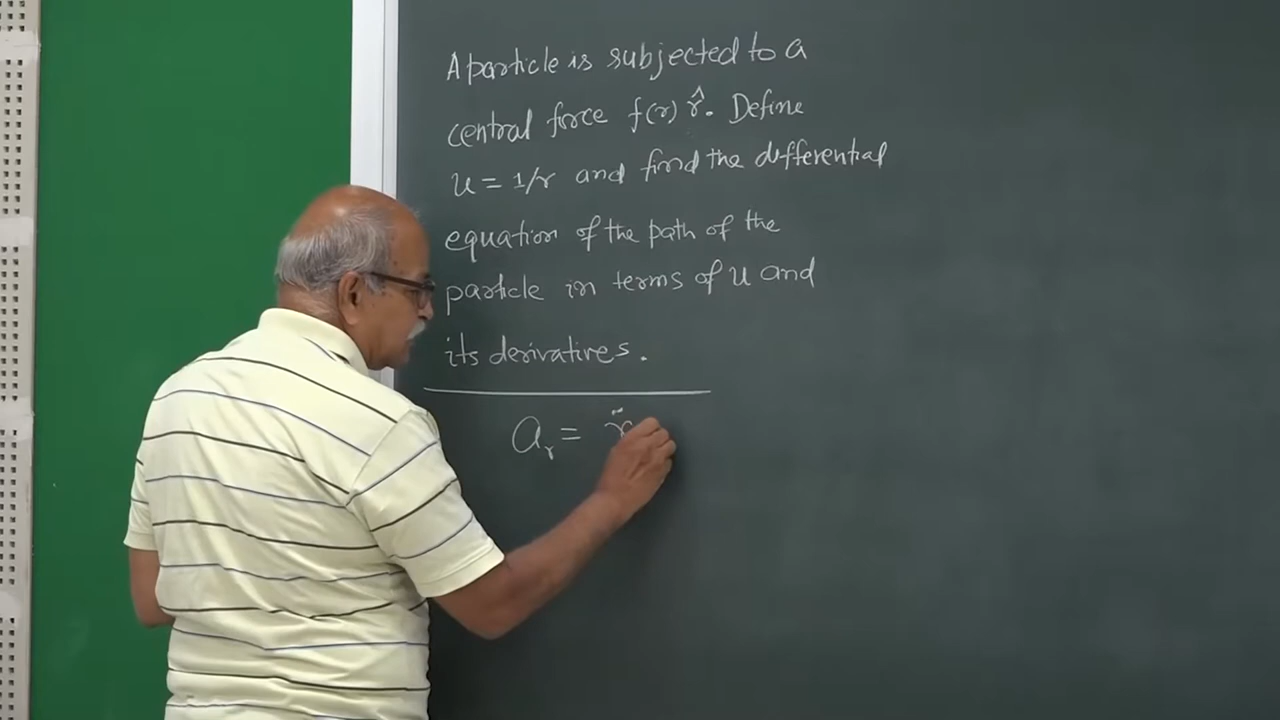 A particle is subjected to a
central force f(r) r̂. Define
u = 1/r and find the differential
equation of the path of the
particle in terms of u and
its derivatives.
a_r = r̈